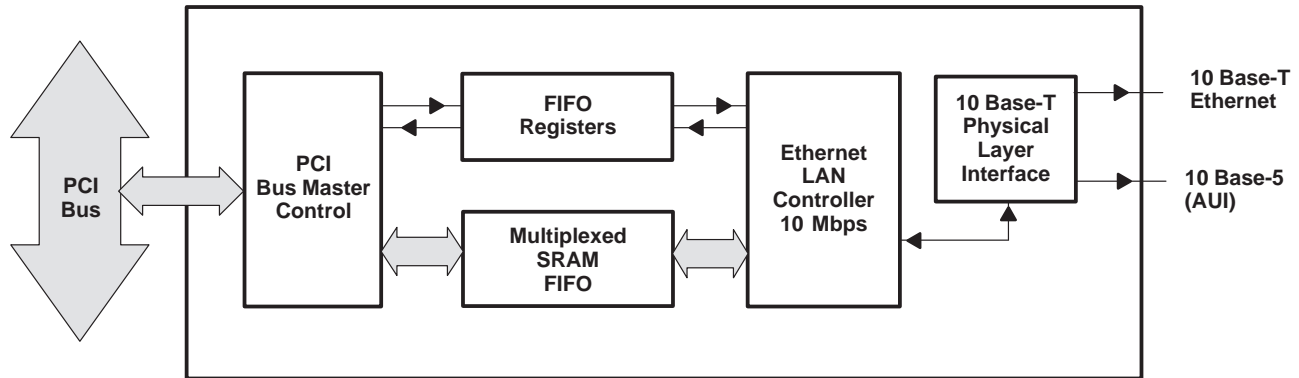 PCI
Bus
PCI
Bus Master
Control
FIFO
Registers
Multiplexed
SRAM
FIFO
Ethernet
LAN
Controller
10 Mbps
10 Base-T
Physical
Layer
Interface
10 Base-T
Ethernet
10 Base-5
(AUI)